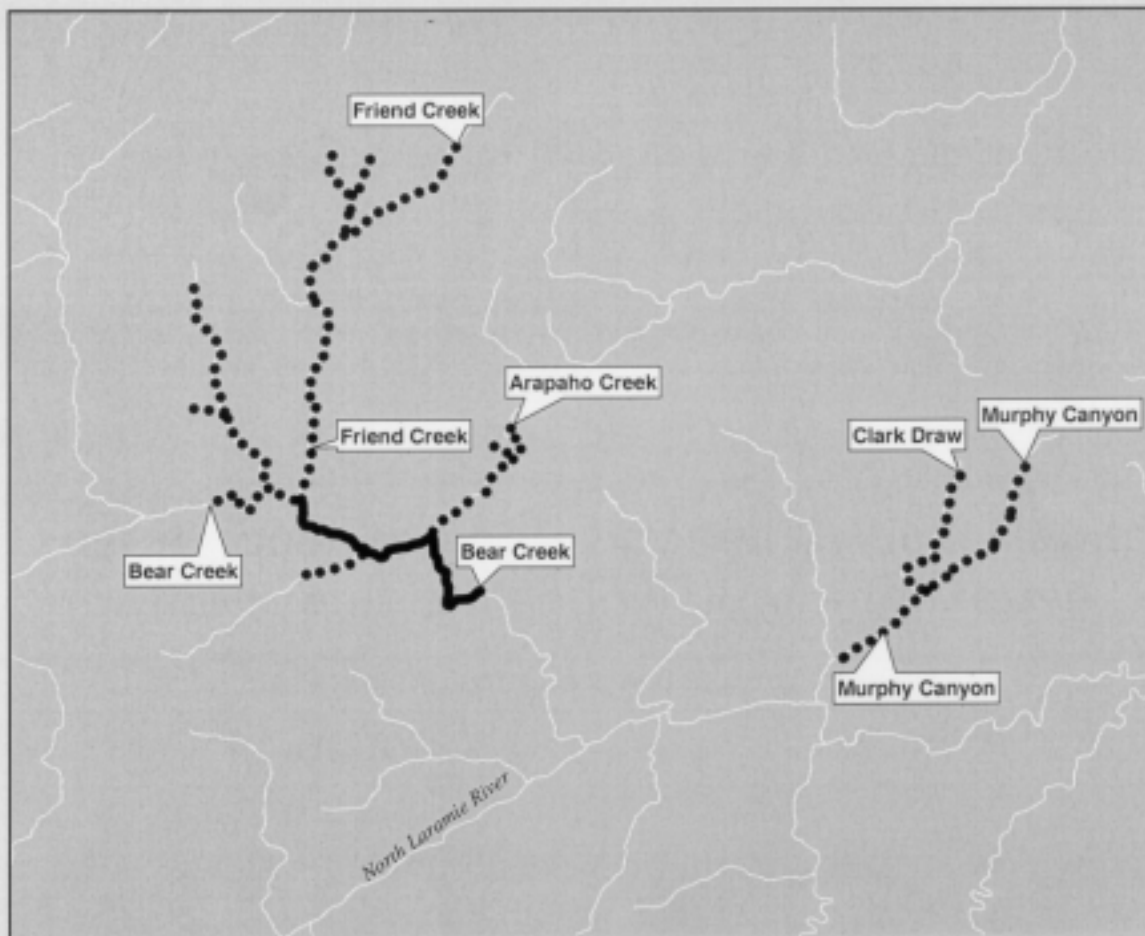 Friend Creek
Arapaho Creek
Murphy Canyon
Clark Draw
Friend Creek
Bear Creek
Bear Creek
Murphy Canyon
North Laramie River